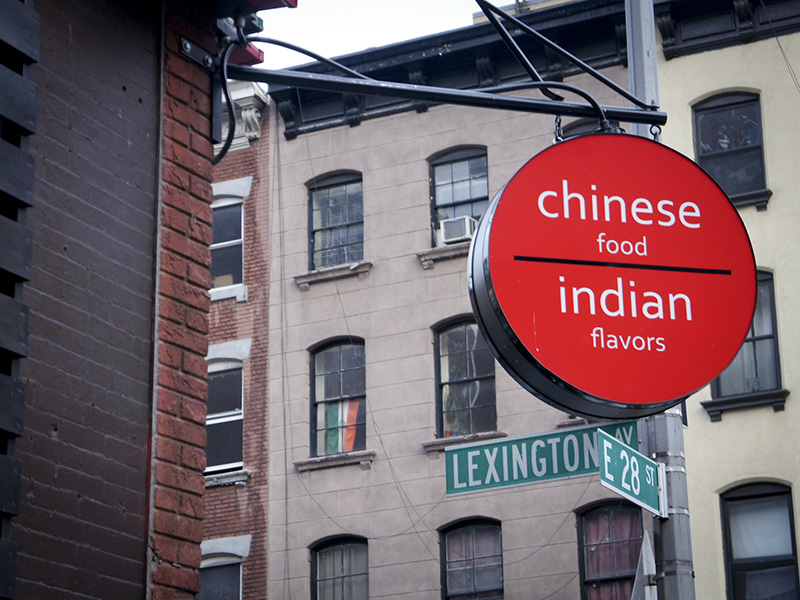 chinese
food
indian
flavors
LEXINGTON AV
E 28 ST